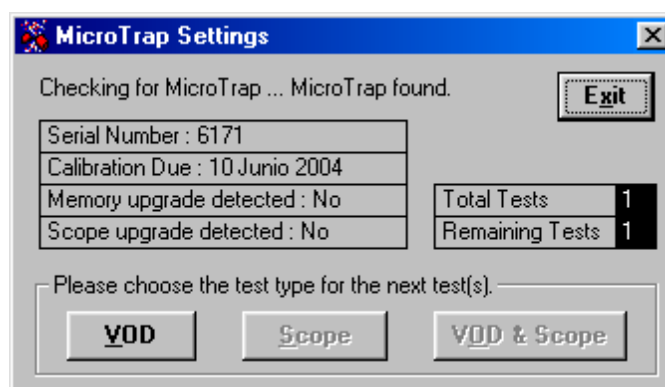 MicroTrap Settings
Checking for MicroTrap ... MicroTrap found.
Exit
Serial Number : 6171
Calibration Due : 10 Junio 2004
Memory upgrade detected : No
Scope upgrade detected : No
Total Tests 1
Remaining Tests 1
Please choose the test type for the next test(s).
VOD
Scope
VOD & Scope